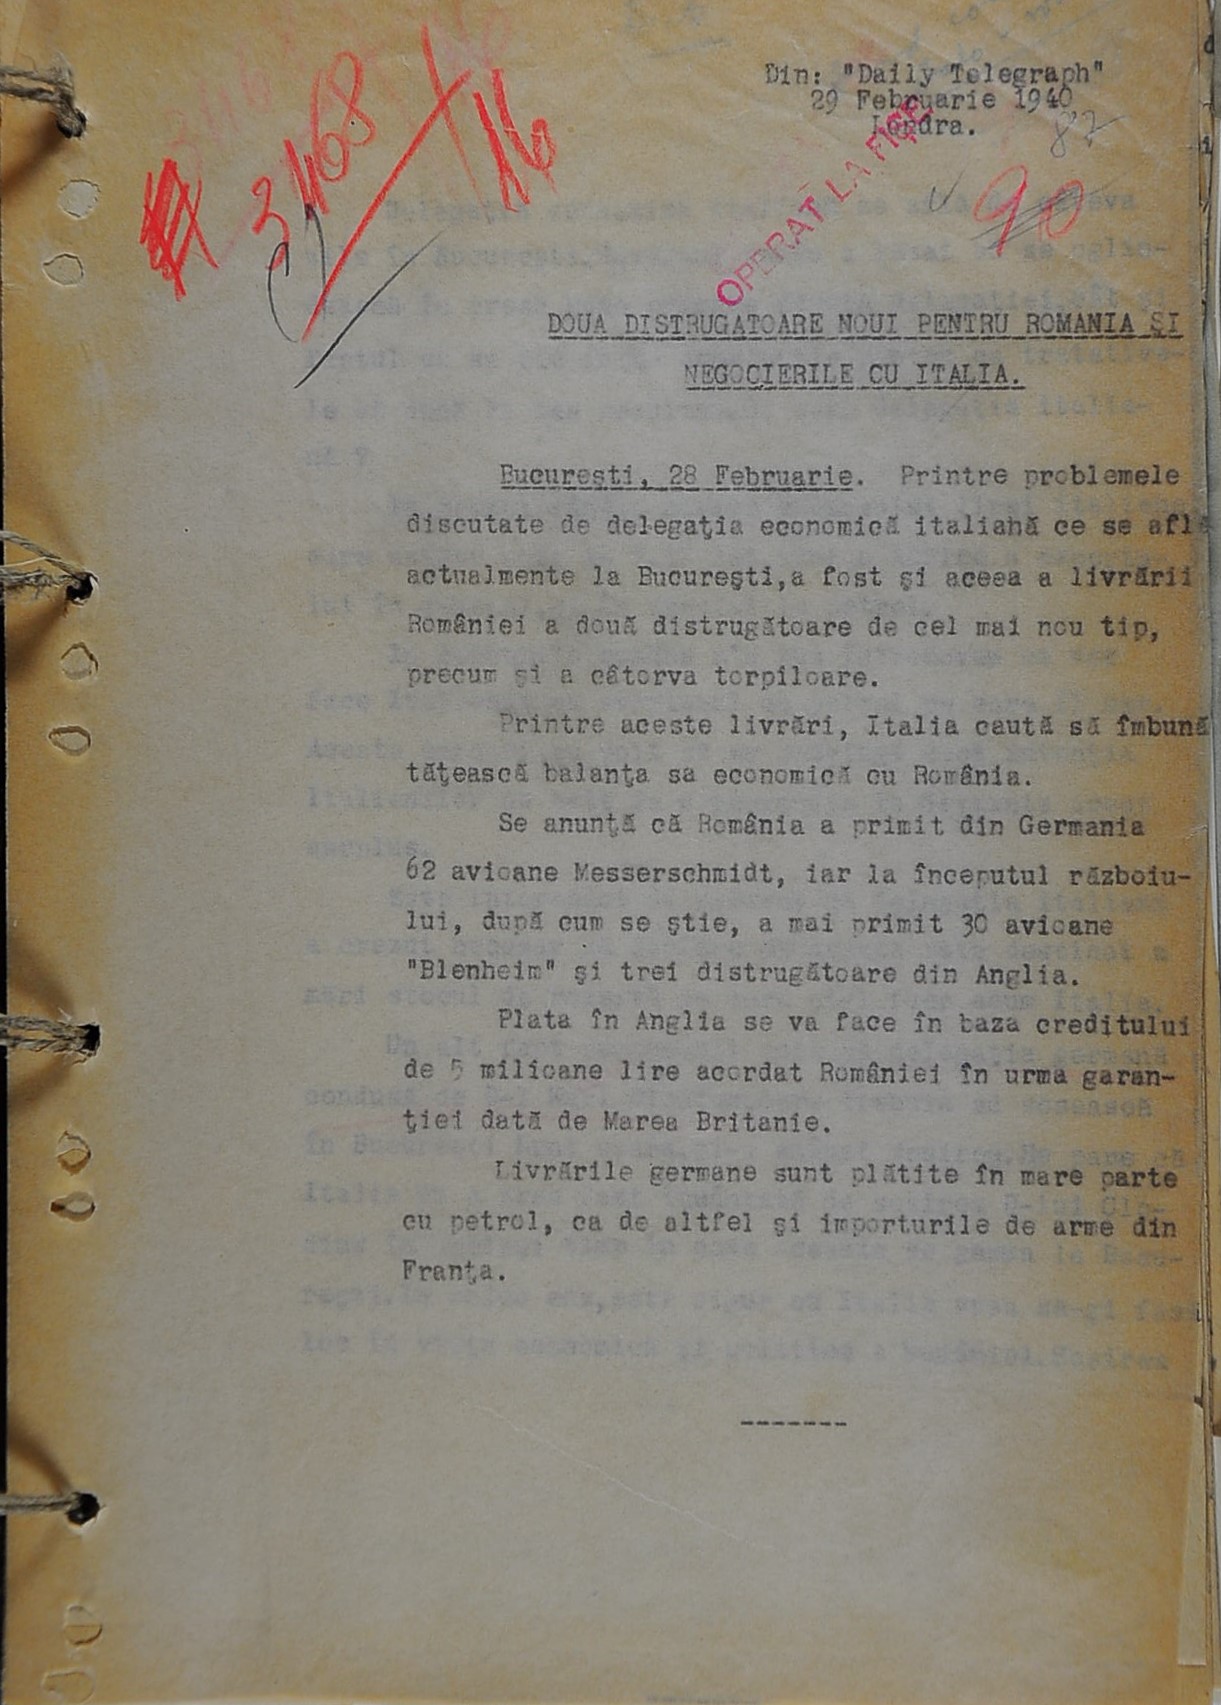 Din: "Daily Telegraph"
29 Februarie 1940
Londra.
3468
16
87
90
OPERAT LA FIŞE
DOUA DISTRUGATOARE NOUI PENTRU ROMANIA ŞI
NEGOCIERILE CU ITALIA.
Bucureşti, 28 Februarie. Printre problemele
discutate de delegaţia economică italiană ce se află
actualmente la Bucureşti,a fost şi aceea a livrării
României a două distrugătoare de cel mai nou tip,
precum şi a câtorva torpiloare.
Printre aceste livrări, Italia caută să îmbună
tăţească balanţa sa economică cu România.
Se anunţă că România a primit din Germania
62 avioane Messerschmidt, iar la începutul războiu-
lui, după cum se ştie, a mai primit 30 avioane
"Blenheim" şi trei distrugătoare din Anglia.
Plata în Anglia se va face în baza creditului
de 5 milioane lire acordat României în urma garan-
ţiei dată de Marea Britanie.
Livrările germane sunt plătite în mare parte
cu petrol, ca de altfel şi importurile de arme din
Franţa.
-------